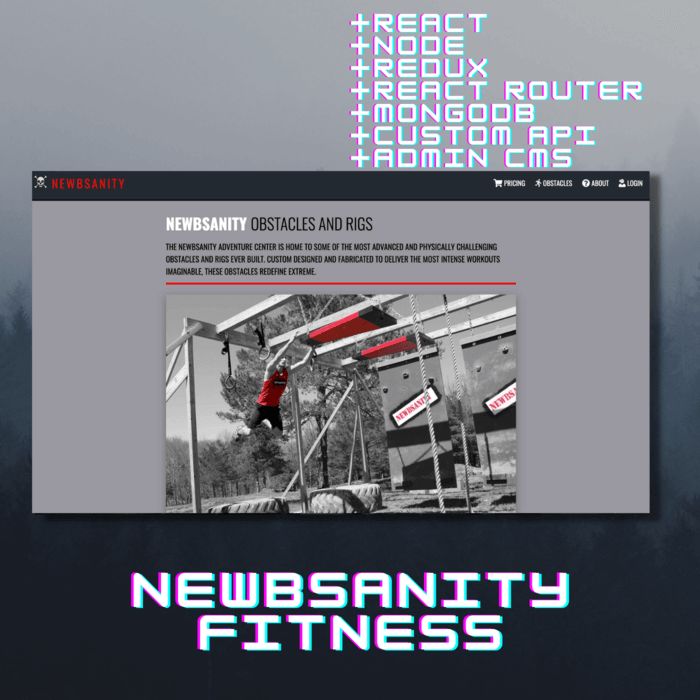 +REACT
+NODE
+REDUX
+REACT ROUTER
+MONGODB
+CUSTOM API
+ADMIN CMS
NEWBSANITY
PRICING OBSTACLES ABOUT LOGIN
NEWBSANITY OBSTACLES AND RIGS
THE NEWBSANITY ADVENTURE CENTER IS HOME TO SOME OF THE MOST ADVANCED AND PHYSICALLY CHALLENGING
OBSTACLES AND RIGS EVER BUILT. CUSTOM DESIGNED AND FABRICATED TO DELIVER THE MOST INTENSE WORKOUTS
IMAGINABLE, THESE OBSTACLES REDEFINE EXTREME.
NEWBSANITY
NEWBSA
NEWBSANITY
FITNESS